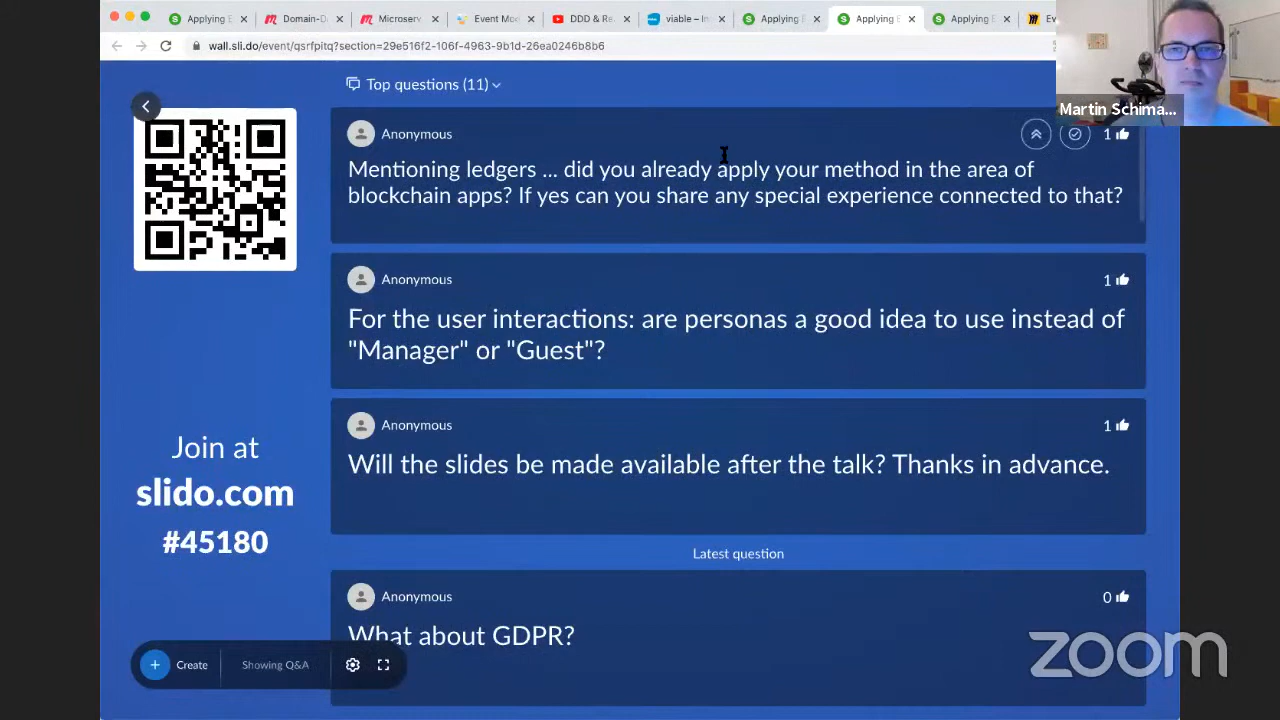 Applying E
Domain-D
Microserv
Event Mo
DDD & Re
viable – In
Applying E
Applying E
Applying E
Ev
wall.sli.do/event/qsrfpitq?section=29e516f2-106f-4963-9b1d-26ea0246b8b6
Martin Schima...
Top questions (11)
Anonymous
1
Mentioning ledgers ... did you already apply your method in the area of
blockchain apps? If yes can you share any special experience connected to that?
Anonymous
1
For the user interactions: are personas a good idea to use instead of
"Manager" or "Guest"?
Anonymous
1
Will the slides be made available after the talk? Thanks in advance.
Join at
slido.com
#45180
Latest question
Anonymous
0
What about GDPR?
Create
Showing Q&A
zoom